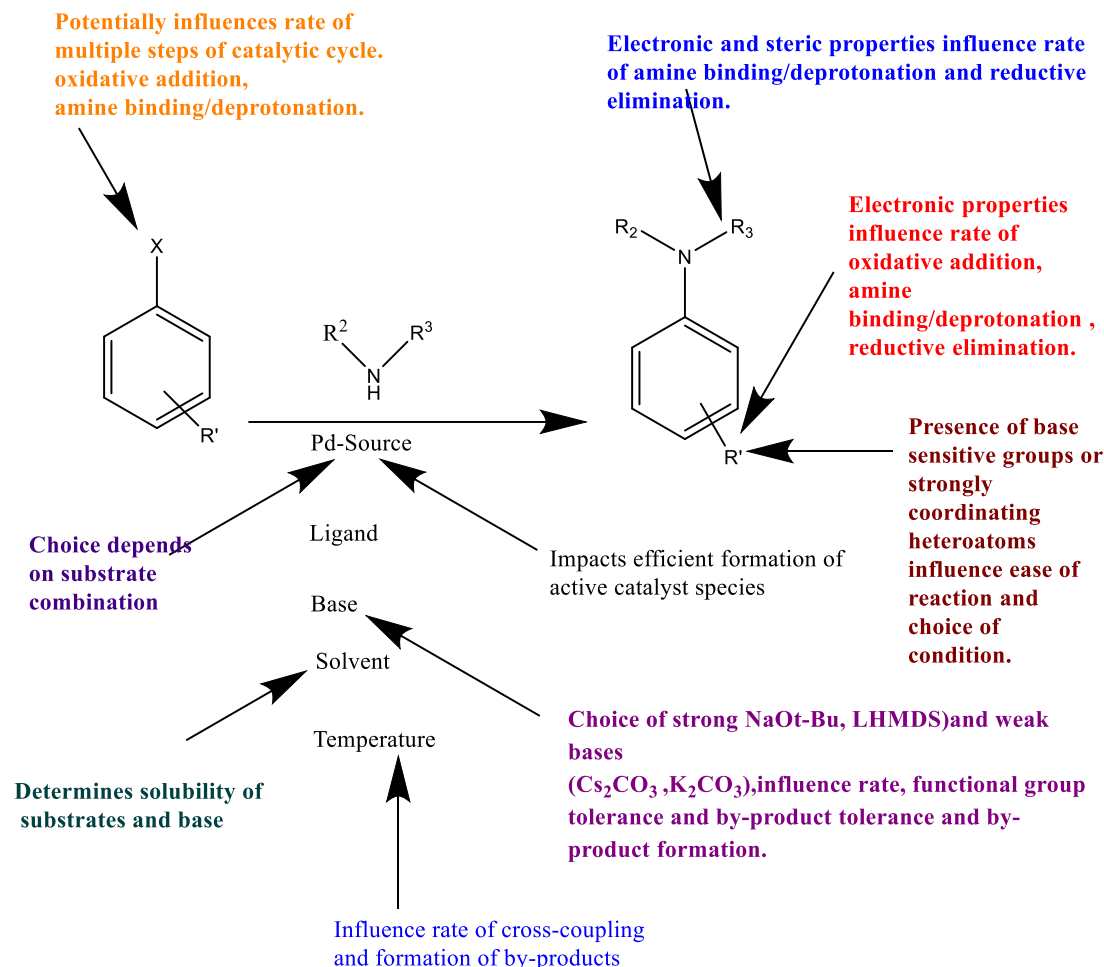 Potentially influences rate of
multiple steps of catalytic cycle.
oxidative addition,
amine binding/deprotonation.
Electronic and steric properties influence rate
of amine binding/deprotonation and reductive
elimination.
Electronic properties
influence rate of
oxidative addition,
amine
binding/deprotonation ,
reductive elimination.
X
R'
R²
R³
N
H
R₂
R₃
N
R'
Pd-Source
Ligand
Base
Solvent
Temperature
Choice depends
on substrate
combination
Impacts efficient formation of
active catalyst species
Presence of base
sensitive groups or
strongly
coordinating
heteroatoms
influence ease of
reaction and
choice of
condition.
Determines solubility of
substrates and base
Choice of strong NaOt-Bu, LHMDS)and weak
bases
(Cs₂CO₃ ,K₂CO₃),influence rate, functional group
tolerance and by-product tolerance and by-
product formation.
Influence rate of cross-coupling
and formation of by-products